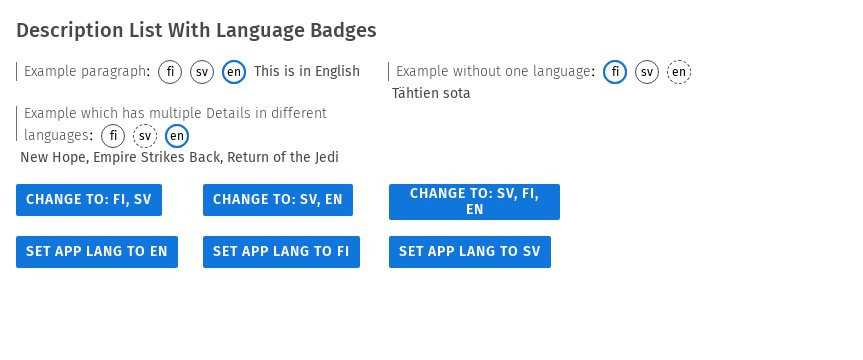 Description List With Language Badges
Example paragraph: fi sv en This is in English
Example without one language: fi sv en
Tähtien sota
Example which has multiple Details in different
languages: fi sv en
New Hope, Empire Strikes Back, Return of the Jedi
CHANGE TO: FI, SV
CHANGE TO: SV, EN
CHANGE TO: SV, FI,
EN
SET APP LANG TO EN
SET APP LANG TO FI
SET APP LANG TO SV